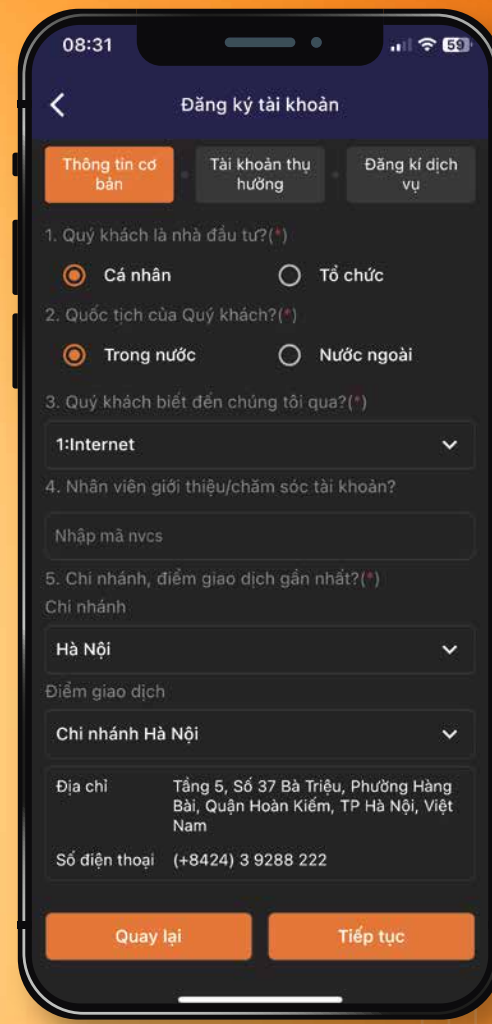 08:31
59
Đăng ký tài khoản
Thông tin cơ bản
Tài khoản thụ hưởng
Đăng kí dịch vụ
1. Quý khách là nhà đầu tư?(*)
Cá nhân
Tổ chức
2. Quốc tịch của Quý khách?(*)
Trong nước
Nước ngoài
3. Quý khách biết đến chúng tôi qua?(*)
1:Internet
4. Nhân viên giới thiệu/chăm sóc tài khoản?
Nhập mã nvcs
5. Chi nhánh, điểm giao dịch gần nhất?(*)
Chi nhánh
Hà Nội
Điểm giao dịch
Chi nhánh Hà Nội
Địa chỉ
Tầng 5, Số 37 Bà Triệu, Phường Hàng
Bài, Quận Hoàn Kiếm, TP Hà Nội, Việt
Nam
Số điện thoại
(+8424) 3 9288 222
Quay lại
Tiếp tục